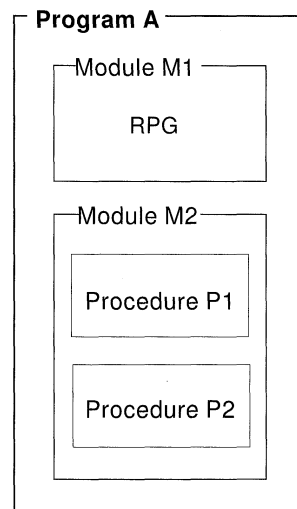 Program A
Module M1
RPG
Module M2
Procedure P1
Procedure P2